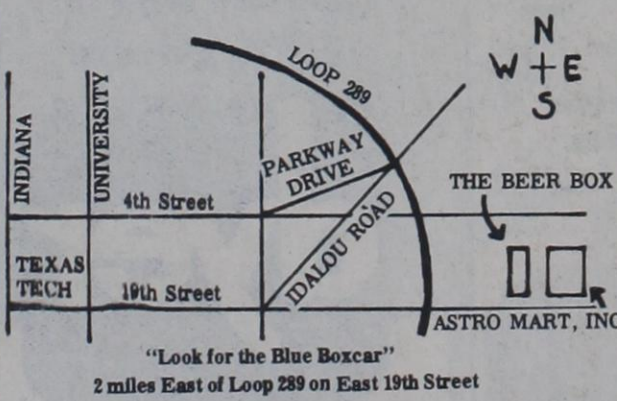 N
W E
S
LOOP 289
INDIANA
UNIVERSITY
PARKWAY
DRIVE
4th Street
THE BEER BOX
IDALOU ROAD
TEXAS
TECH
19th Street
ASTRO MART, INC
"Look for the Blue Boxcar"
2 miles East of Loop 289 on East 19th Street